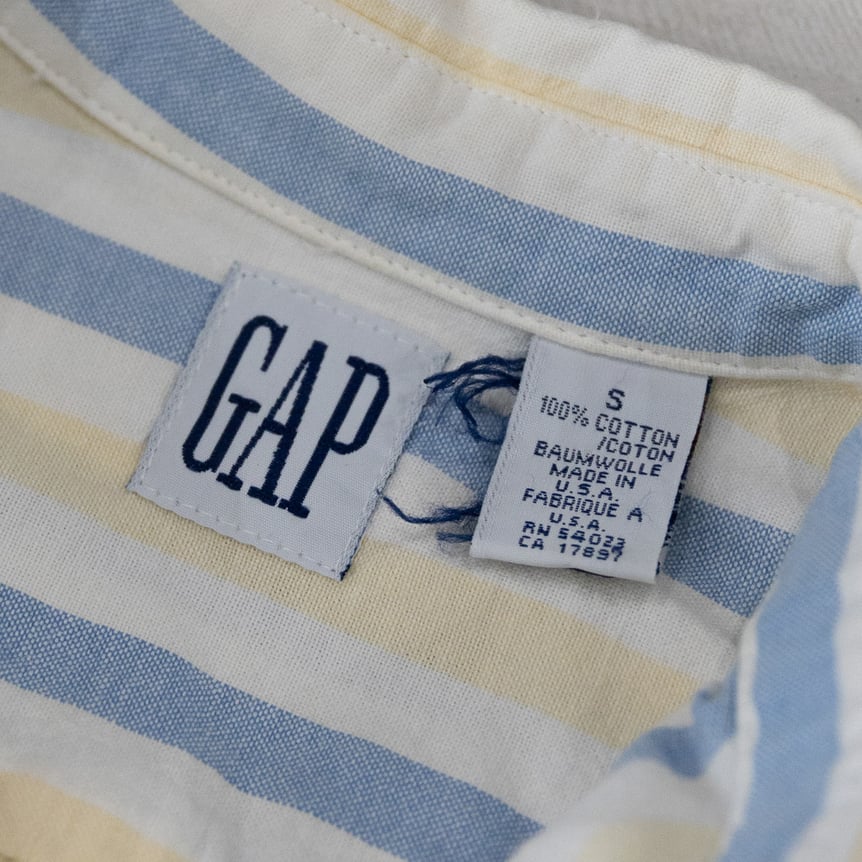 GAP
S
100% COTTON
/COTON
BAUMWOLLE
MADE IN
U.S.A.
FABRIQUE A
U.S.A.
RN 54023
CA 17897